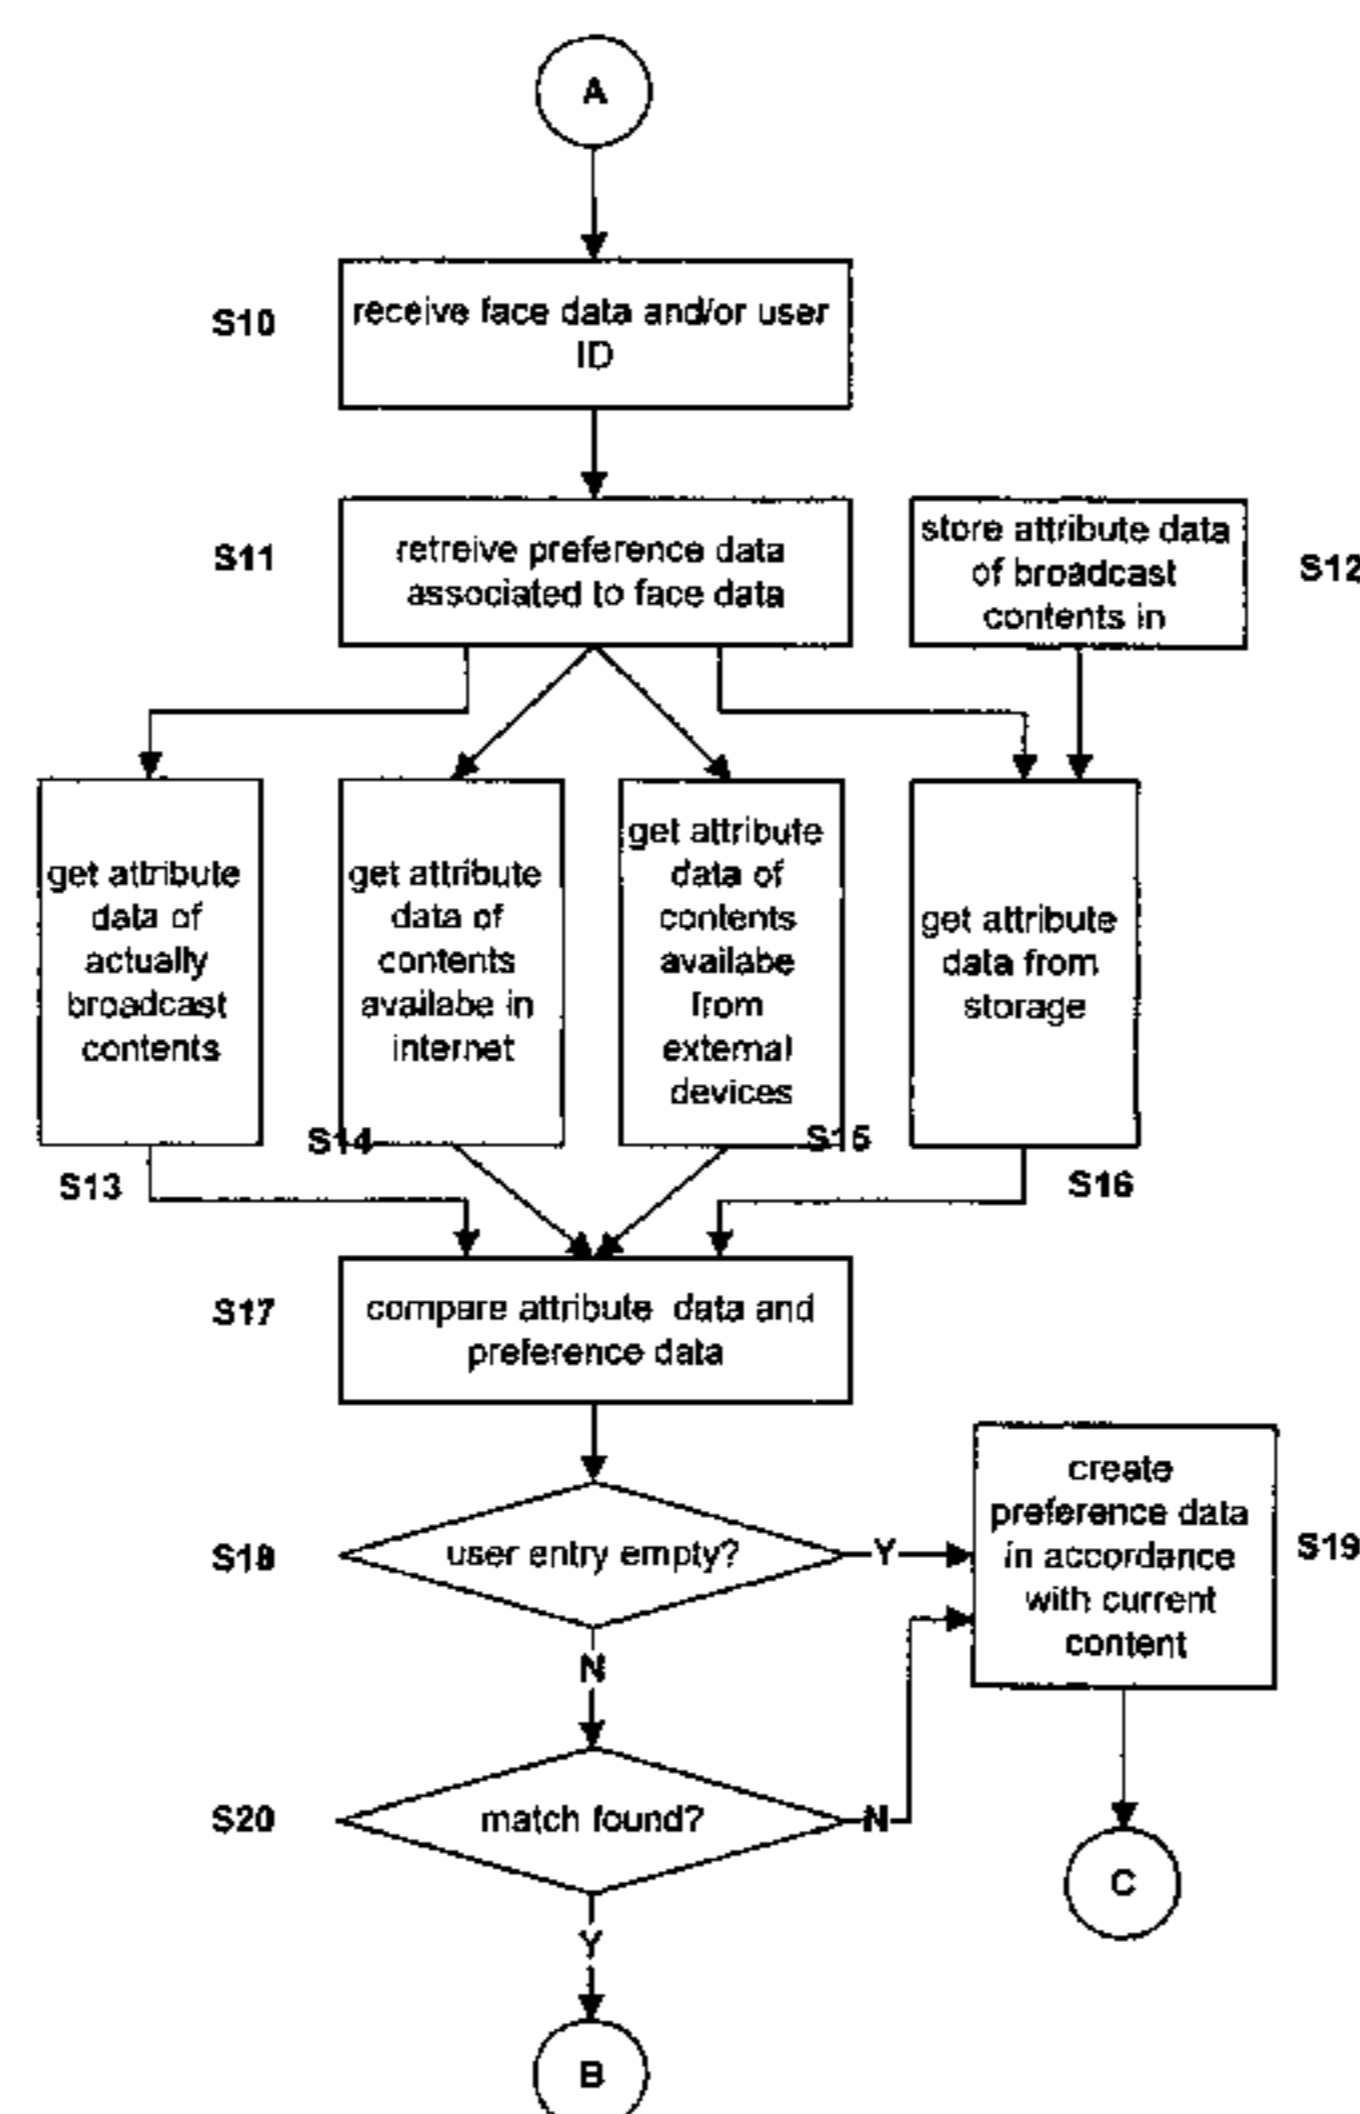 A
S10
receive face data and/or user
ID
S11
retreive preference data
associated to face data
store attribute data
of broadcast
contents in
S12
get attribute
data of
actually
broadcast
contents
S13
get attribute
data of
contents
availabe in
internet
S14
get attribute
data of
contents
availabe
from
external
devices
S15
get attribute
data from
storage
S16
S17
compare attribute data and
preference data
S18
user entry empty?
Y
N
create
preference data
in accordance
with current
content
S19
S20
match found?
N
Y
C
B